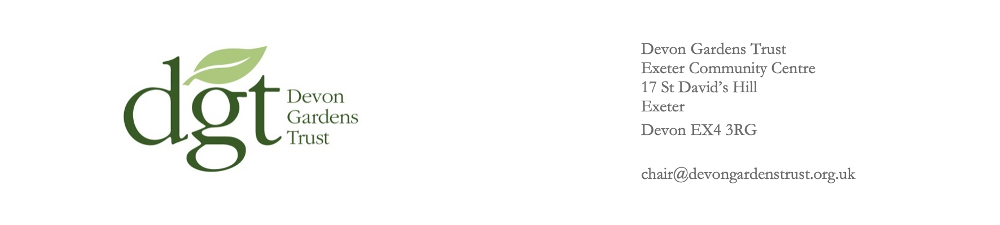 dgt
Devon
Gardens
Trust
Devon Gardens Trust
Exeter Community Centre
17 St David’s Hill
Exeter
Devon EX4 3RG
chair@devongardenstrust.org.uk